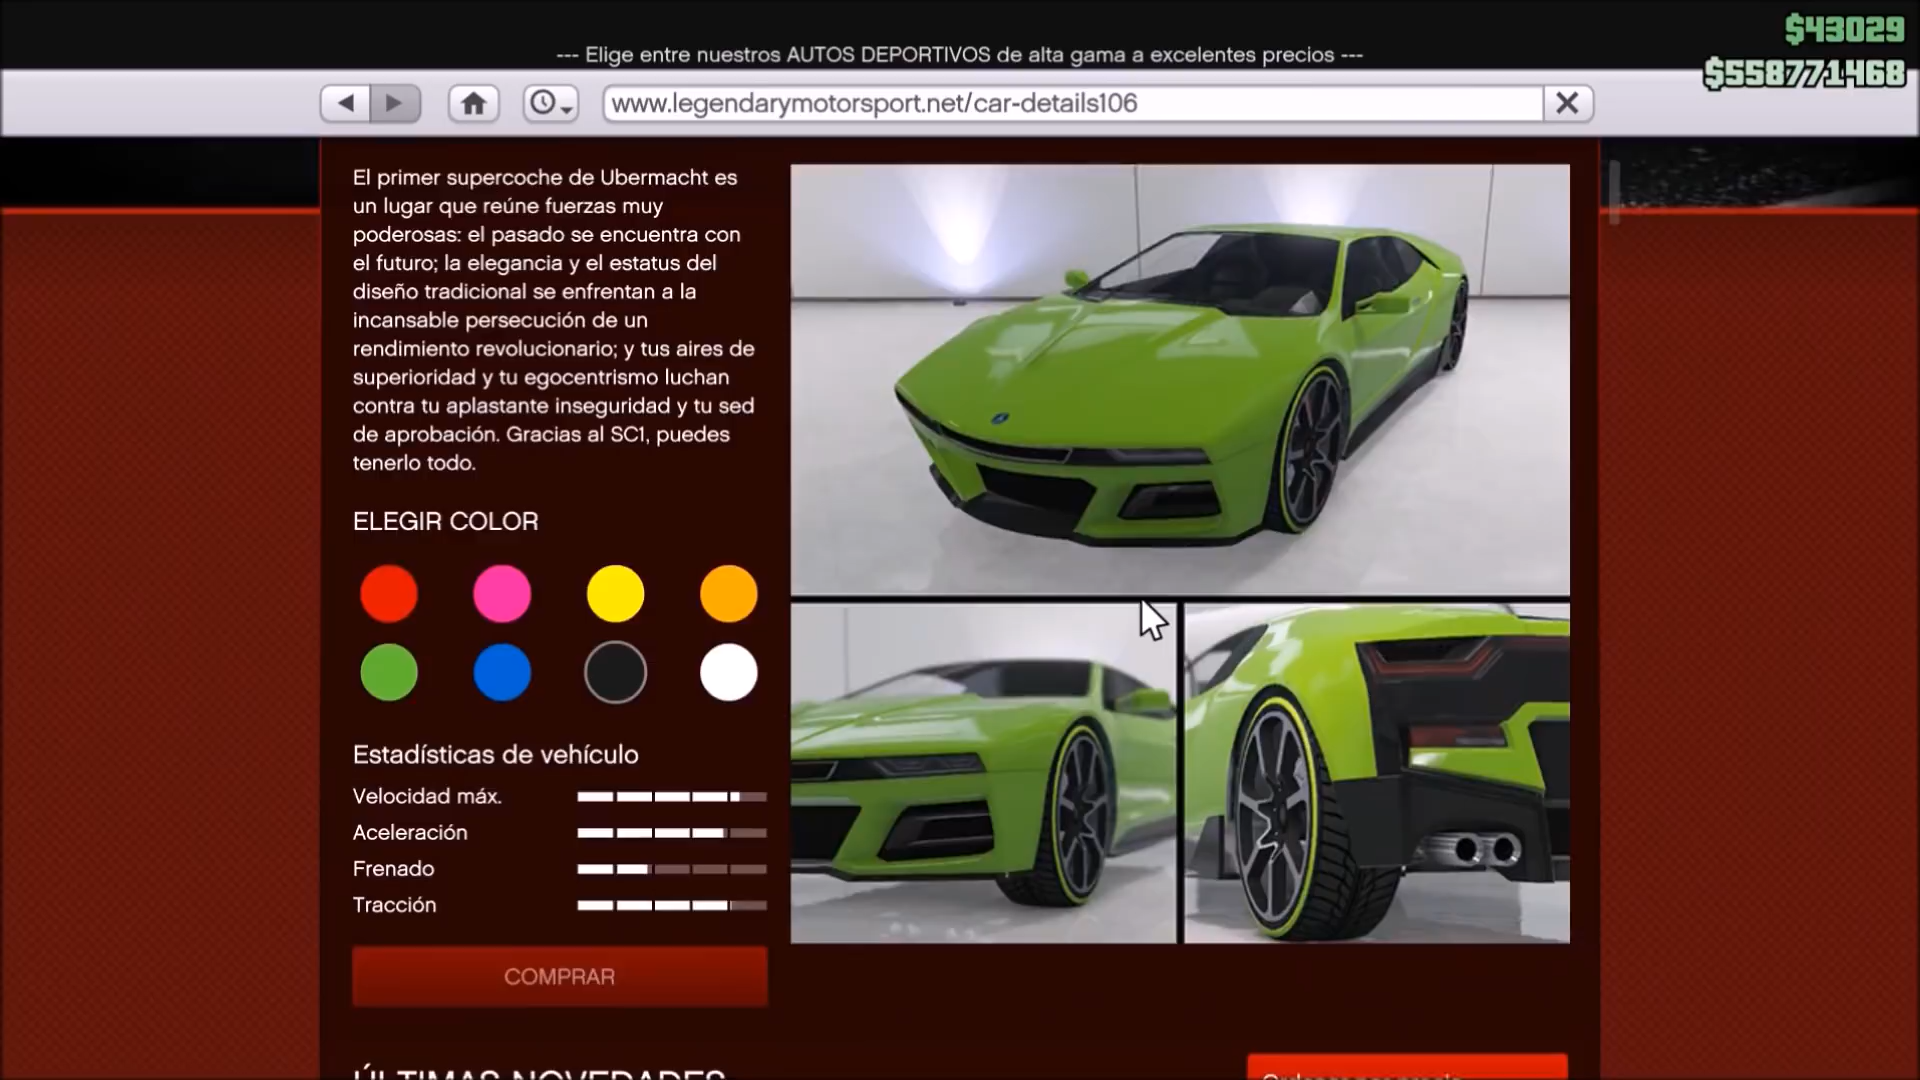 $43029
--- Elige entre nuestros AUTOS DEPORTIVOS de alta gama a excelentes precios ---
$558771468
www.legendarymotorsport.net/car-details106
El primer supercoche de Ubermacht es
un lugar que reúne fuerzas muy
poderosas: el pasado se encuentra con
el futuro; la elegancia y el estatus del
diseño tradicional se enfrentan a la
incansable persecución de un
rendimiento revolucionario; y tus aires de
superioridad y tu egocentrismo luchan
contra tu aplastante inseguridad y tu sed
de aprobación. Gracias al SC1, puedes
tenerlo todo.
ELEGIR COLOR
Estadísticas de vehículo
Velocidad máx.
Aceleración
Frenado
Tracción
COMPRAR
ÚLTIMAS NOVEDADES